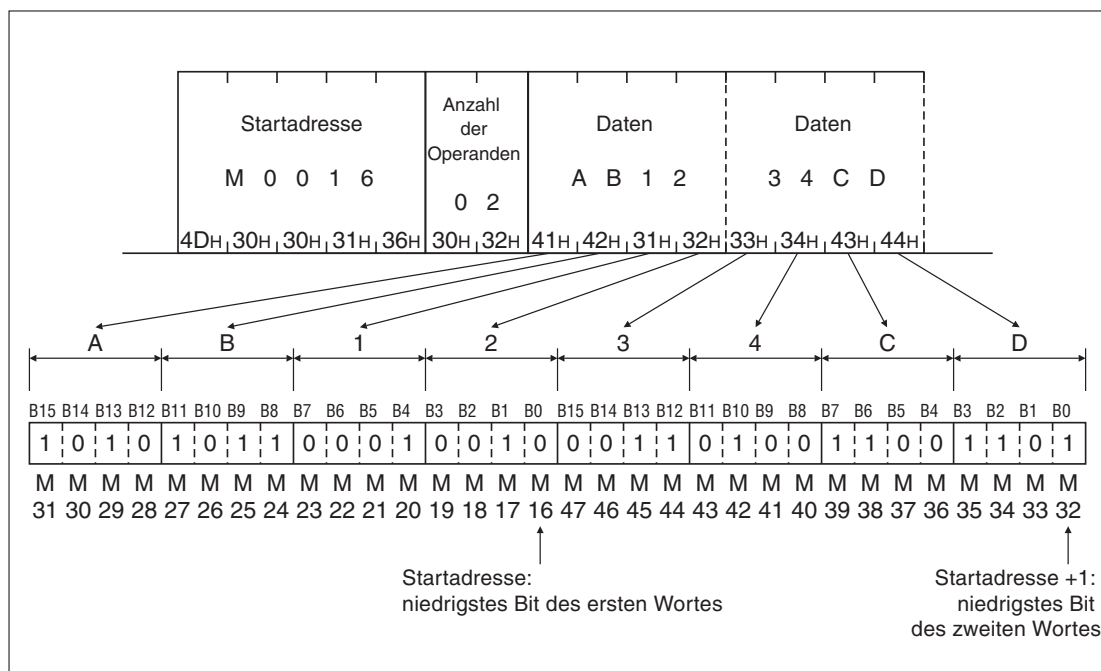 Startadresse
M 0 0 1 6
Anzahl
der
Operanden
0 2
Daten
A B 1 2
Daten
3 4 C D
4DH 30H 30H 31H 36H 30H 32H 41H 42H 31H 32H 33H 34H 43H 44H
A B 1 2 3 4 C D
B15 B14 B13 B12 B11 B10 B9 B8 B7 B6 B5 B4 B3 B2 B1 B0 B15 B14 B13 B12 B11 B10 B9 B8 B7 B6 B5 B4 B3 B2 B1 B0
1 0 1 0 1 0 1 1 0 0 0 1 0 0 1 0 0 0 1 1 0 1 0 0 1 1 0 0 1 1 0 1
M M M M M M M M M M M M M M M M M M M M M M M M M M M M M M M M
31 30 29 28 27 26 25 24 23 22 21 20 19 18 17 16 47 46 45 44 43 42 41 40 39 38 37 36 35 34 33 32
Startadresse:
niedrigstes Bit des ersten Wortes
Startadresse +1:
niedrigstes Bit
des zweiten Wortes